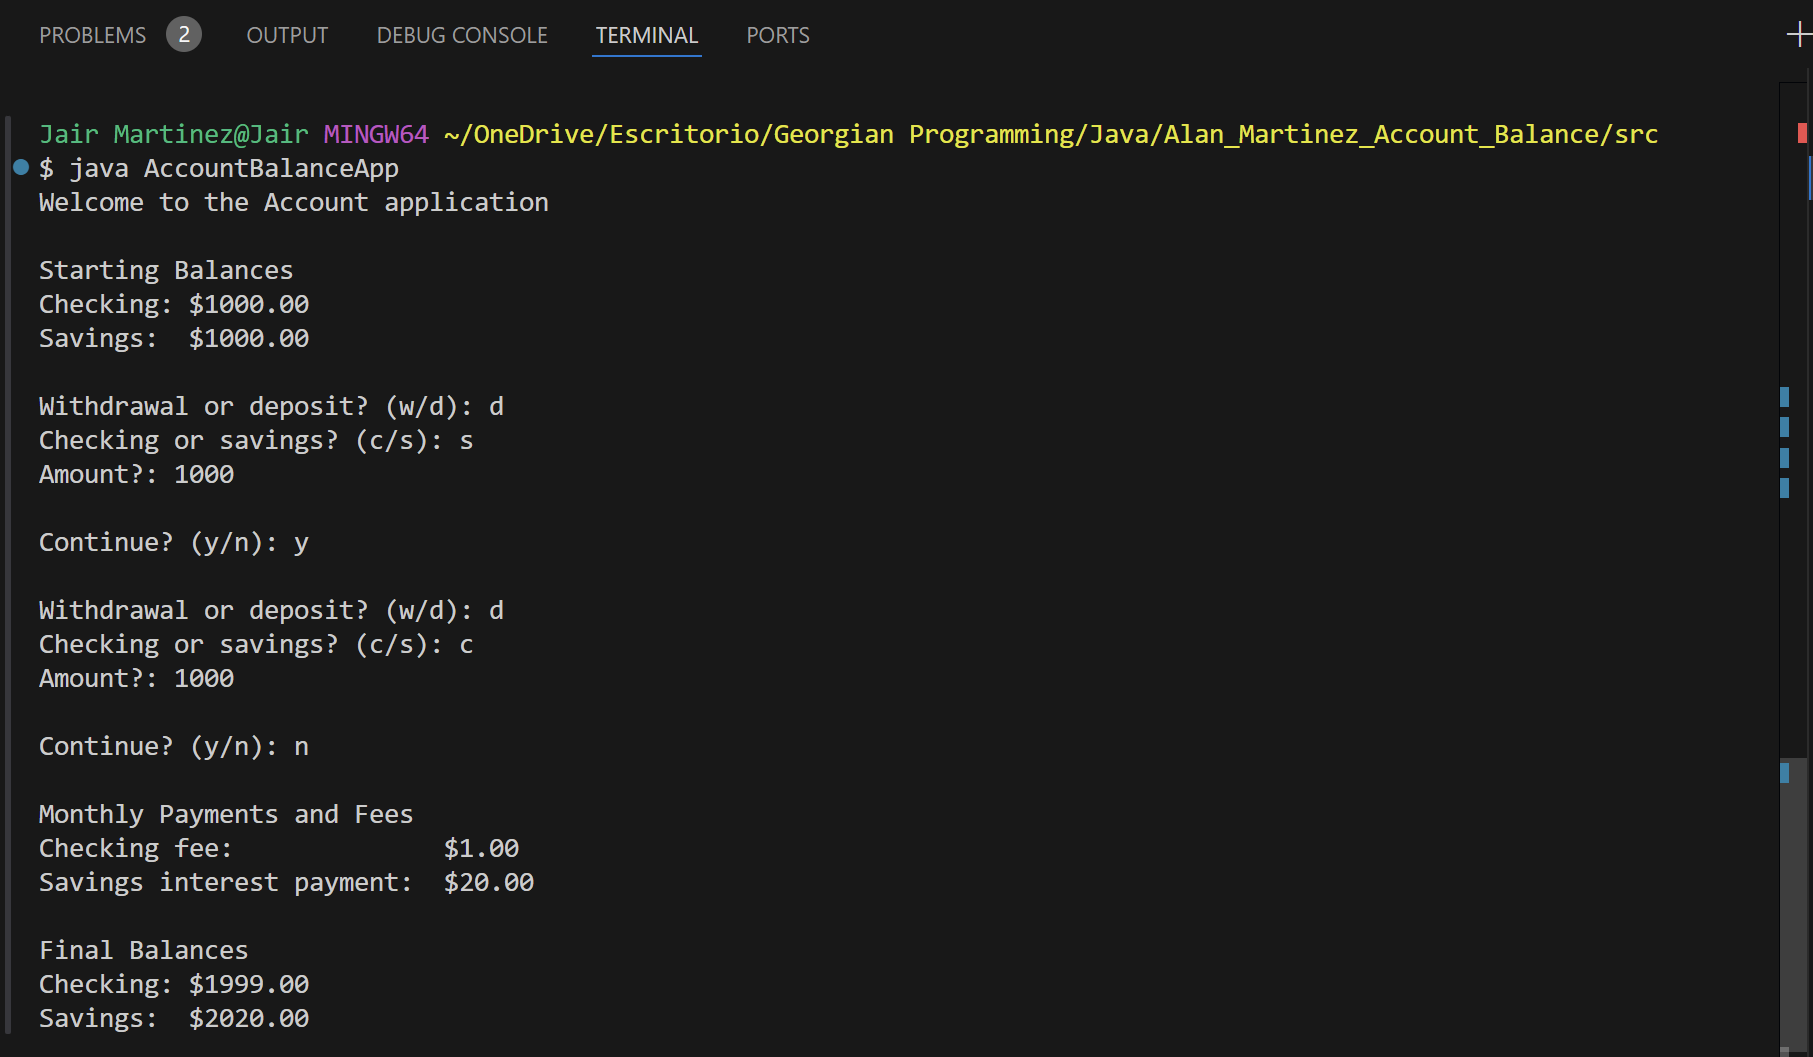 PROBLEMS 2 OUTPUT DEBUG CONSOLE TERMINAL PORTS
Jair Martinez@Jair MINGW64 ~/OneDrive/Escritorio/Georgian Programming/Java/Alan_Martinez_Account_Balance/src
$ java AccountBalanceApp
Welcome to the Account application
Starting Balances
Checking: $1000.00
Savings:  $1000.00
Withdrawal or deposit? (w/d): d
Checking or savings? (c/s): s
Amount?: 1000
Continue? (y/n): y
Withdrawal or deposit? (w/d): d
Checking or savings? (c/s): c
Amount?: 1000
Continue? (y/n): n
Monthly Payments and Fees
Checking fee:              $1.00
Savings interest payment:  $20.00
Final Balances
Checking: $1999.00
Savings:  $2020.00